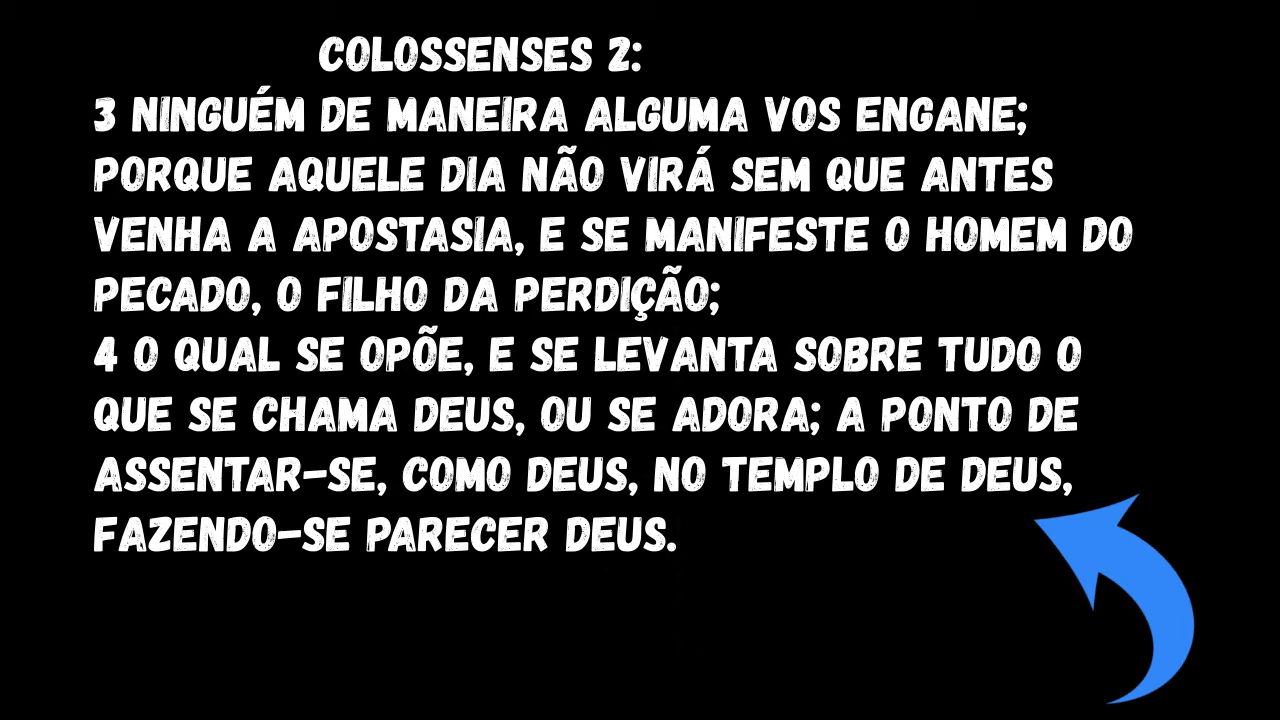 COLOSSENSES 2:
3 NINGUÉM DE MANEIRA ALGUMA VOS ENGANE;
PORQUE AQUELE DIA NÃO VIRÁ SEM QUE ANTES
VENHA A APOSTASIA, E SE MANIFESTE O HOMEM DO
PECADO, O FILHO DA PERDIÇÃO;
4 O QUAL SE OPÕE, E SE LEVANTA SOBRE TUDO O
QUE SE CHAMA DEUS, OU SE ADORA; A PONTO DE
ASSENTAR-SE, COMO DEUS, NO TEMPLO DE DEUS,
FAZENDO-SE PARECER DEUS.